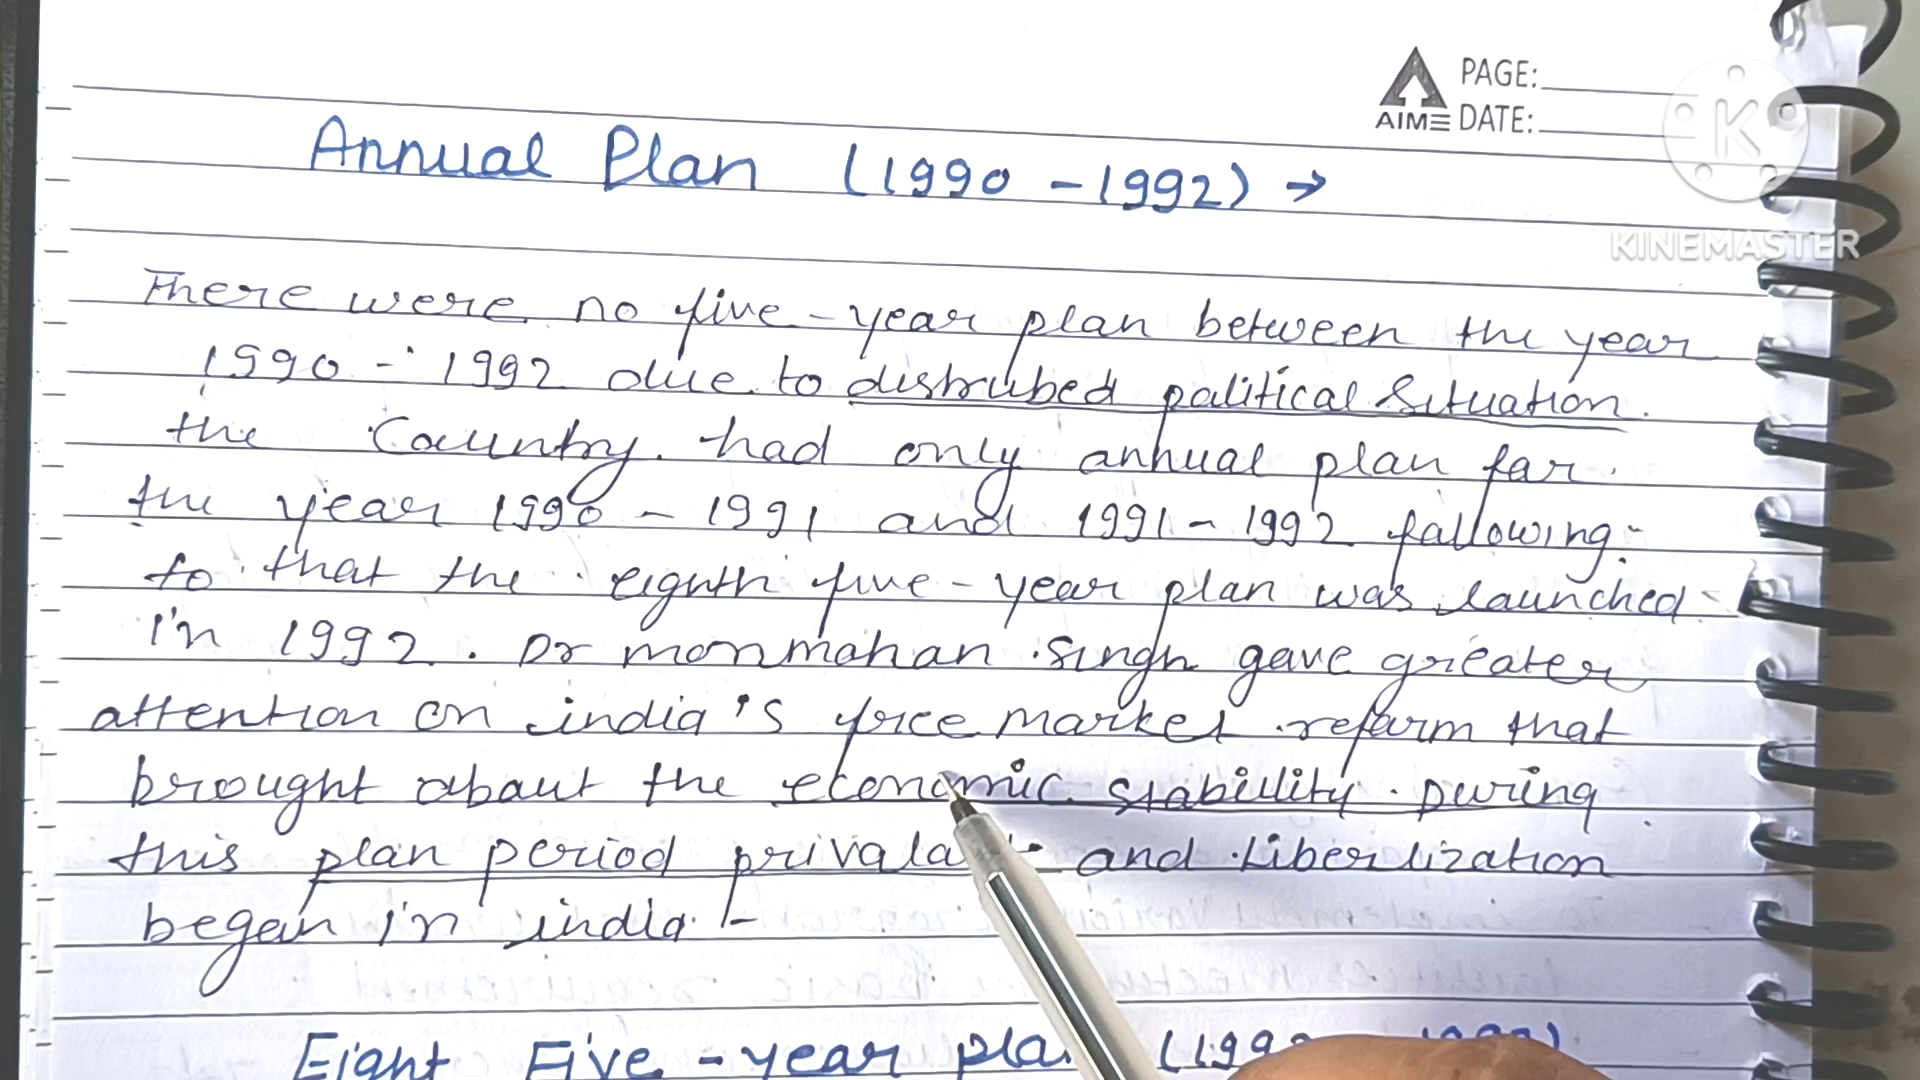 PAGE:
AIM DATE:
KINEMASTER
Annual Plan (1990 - 1992) →
There were no five - year plan between the year
1990 - 1992 due to distrubed political situation.
the Country had only annual plan for
the year 1990 - 1991 and 1991 - 1992 following
to that the eighth five - year plan was launched
in 1992. Dr monmohan singh gave greater
attention on india's free market reform that
brought about the economic stability. During
this plan period and liberlization
began in india. -
Eight Five - year